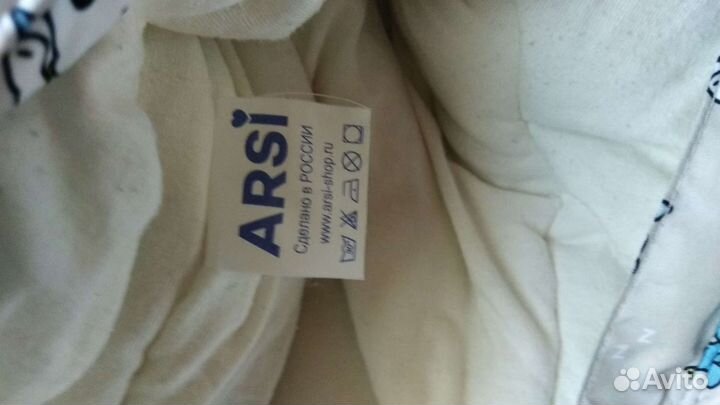 ARSi
Сделано в РОССИИ
www.arsi-shop.ru
Z
Z
Avito